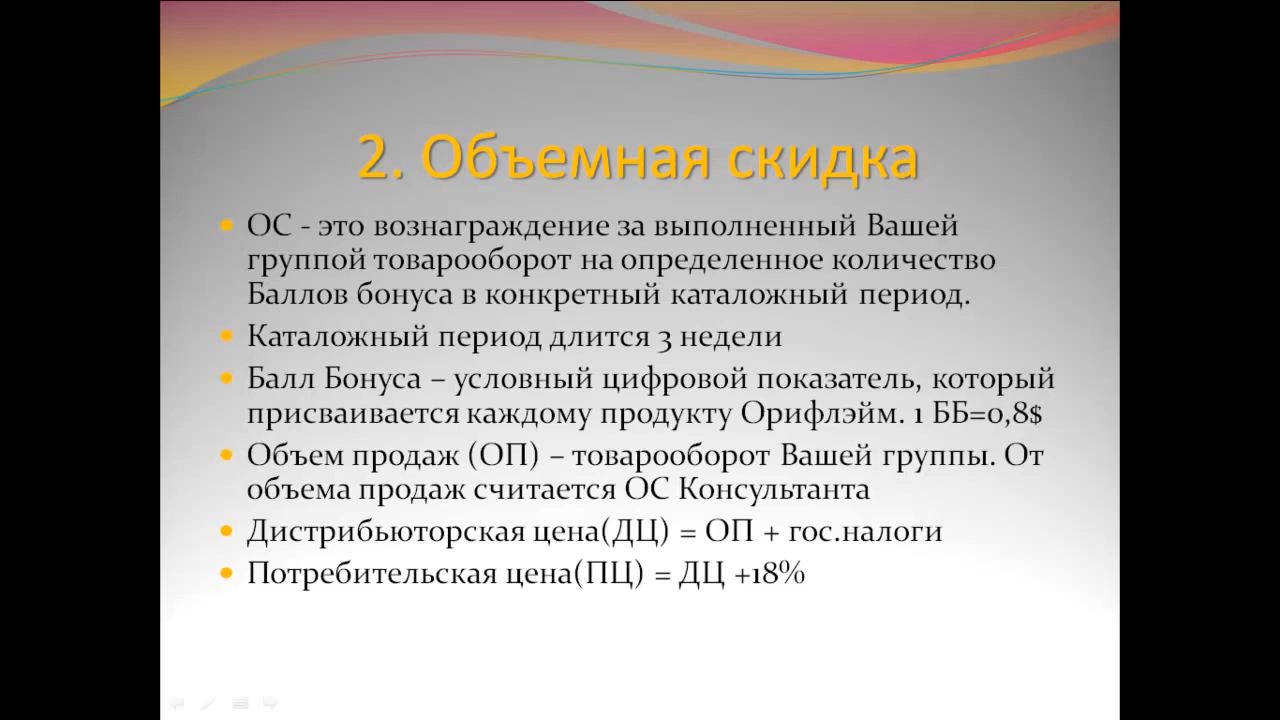 2. Объемная скидка
ОС - это вознаграждение за выполненный Вашей
группой товарооборот на определенное количество
Баллов бонуса в конкретный каталожный период.
Каталожный период длится 3 недели
Балл Бонуса – условный цифровой показатель, который
присваивается каждому продукту Орифлэйм. 1 ББ=0,8$
Объем продаж (ОП) – товарооборот Вашей группы. От
объема продаж считается ОС Консультанта
Дистрибьюторская цена(ДЦ) = ОП + гос.налоги
Потребительская цена(ПЦ) = ДЦ +18%